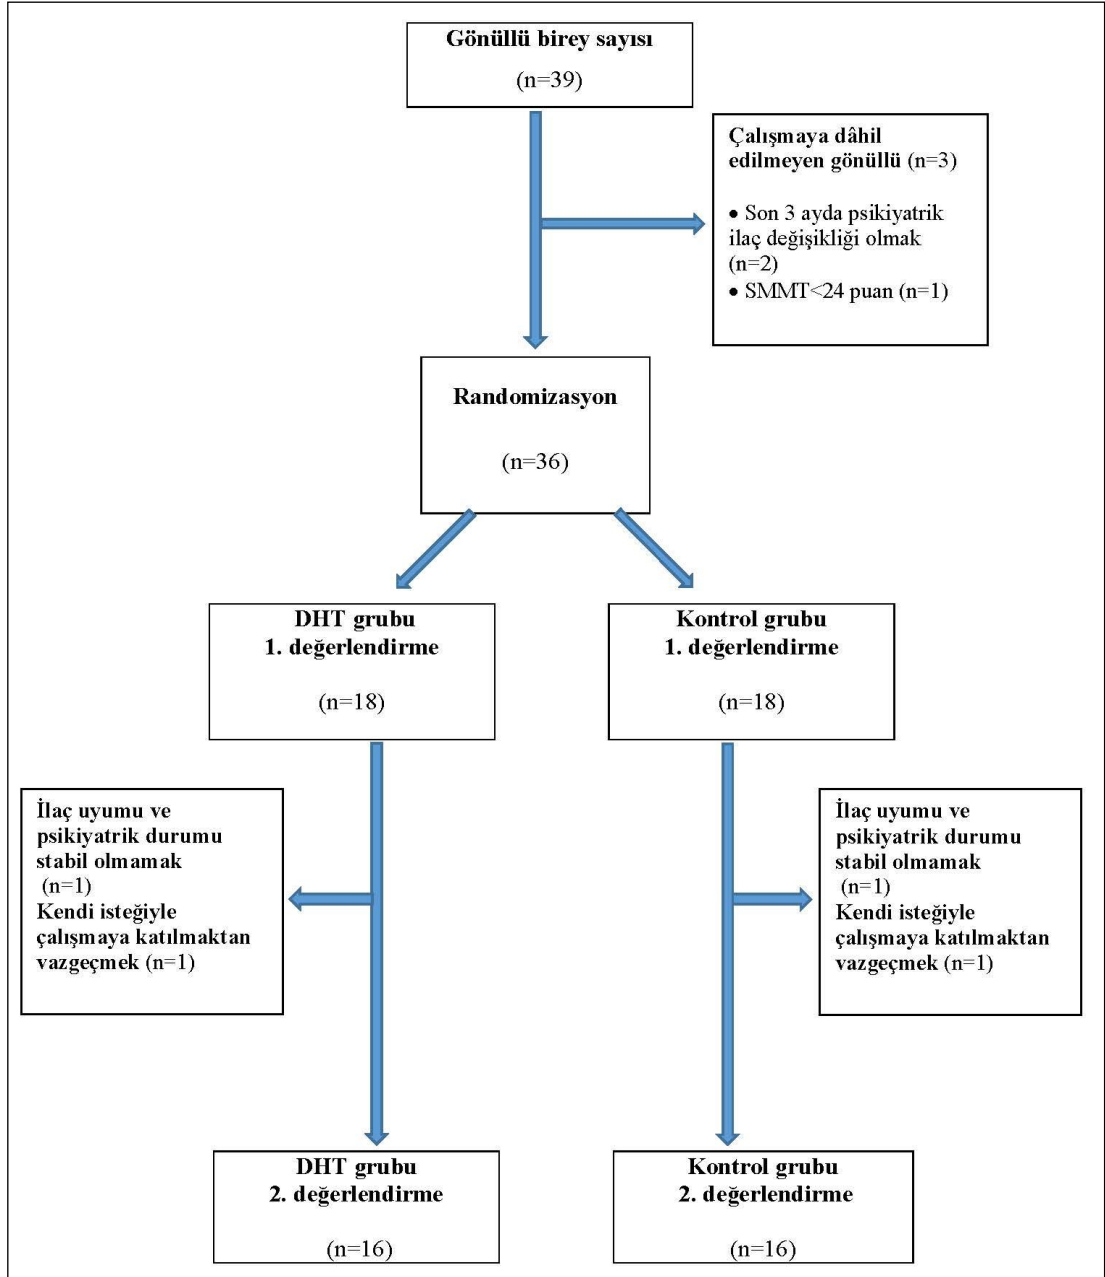 Gönüllü birey sayısı
(n=39)
Çalışmaya dâhil
edilmeyen gönüllü (n=3)
• Son 3 ayda psikiyatrik
ilaç değişikliği olmak
(n=2)
• SMMT<24 puan (n=1)
Randomizasyon
(n=36)
DHT grubu
1. değerlendirme
(n=18)
Kontrol grubu
1. değerlendirme
(n=18)
İlaç uyumu ve
psikiyatrik durumu
stabil olmamak
(n=1)
Kendi isteğiyle
çalışmaya katılmaktan
vazgeçmek (n=1)
İlaç uyumu ve
psikiyatrik durumu
stabil olmamak
(n=1)
Kendi isteğiyle
çalışmaya katılmaktan
vazgeçmek (n=1)
DHT grubu
2. değerlendirme
(n=16)
Kontrol grubu
2. değerlendirme
(n=16)